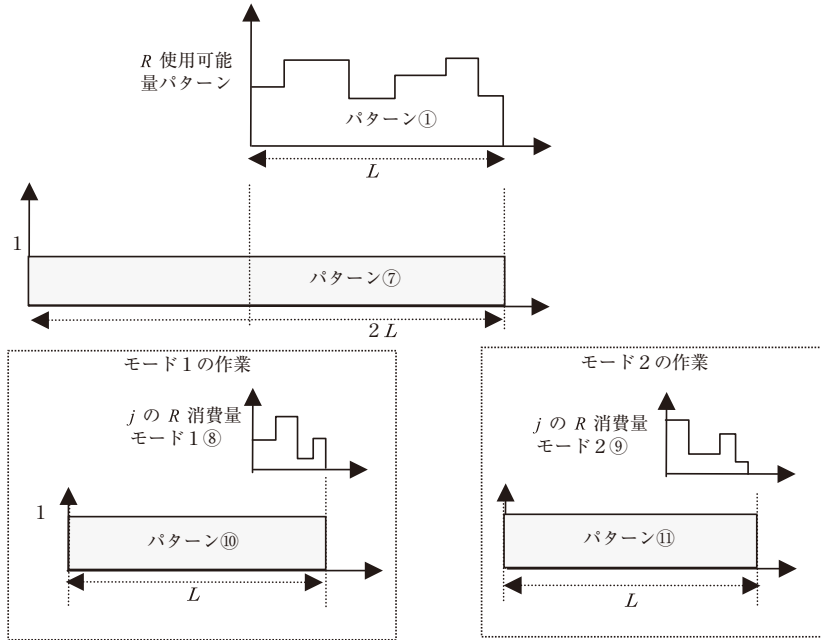 R 使用可能
量パターン
パターン①
L
1
パターン⑦
2 L
モード1の作業
j の R 消費量
モード1⑧
1
パターン⑩
L
モード2の作業
j の R 消費量
モード2⑨
パターン⑪
L